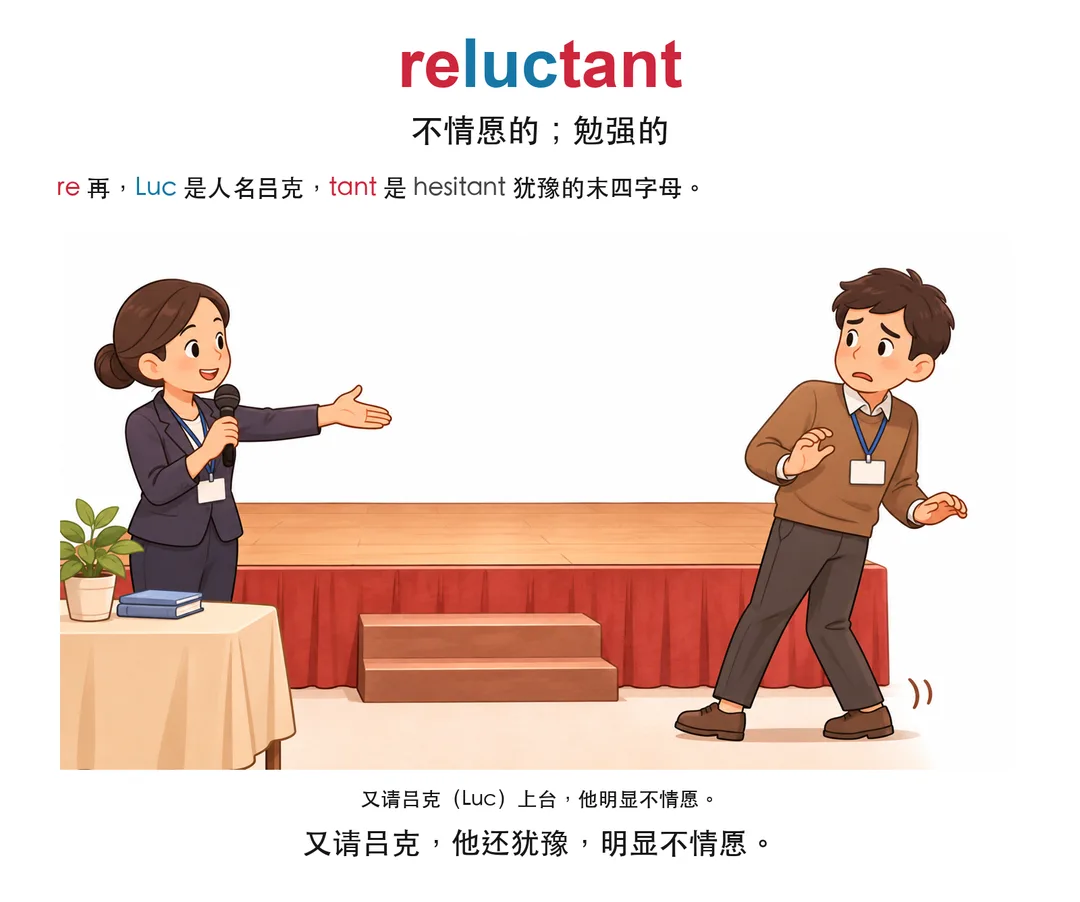 reluctant
不情愿的；勉强的
re 再，Luc 是人名吕克，tant 是 hesitant 犹豫的末四字母。
又请吕克（Luc）上台，他明显不情愿。
又请吕克，他还犹豫，明显不情愿。